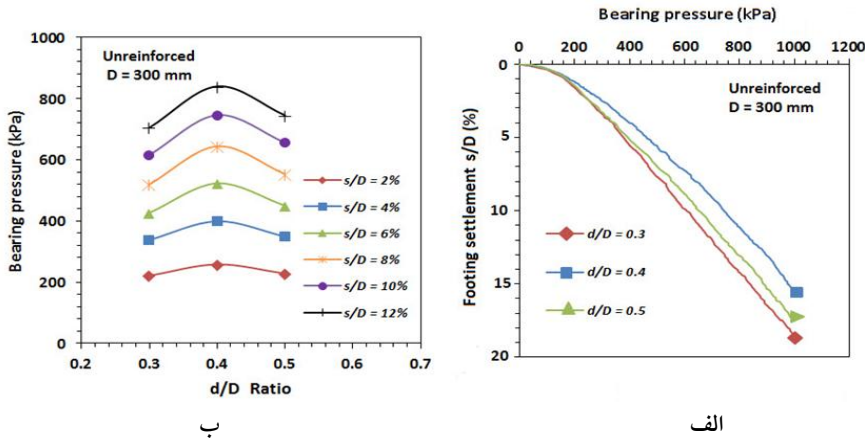 Unreinforced
D = 300 mm
Bearing pressure (kPa)
1000
800
600
400
200
0
0.2 0.3 0.4 0.5 0.6 0.7
d/D Ratio
s/D = 2%
s/D = 4%
s/D = 6%
s/D = 8%
s/D = 10%
s/D = 12%
ب
Bearing pressure (kPa)
0 200 400 600 800 1000 1200
Footing settlement s/D (%)
0
5
10
15
20
Unreinforced
D = 300 mm
d/D = 0.3
d/D = 0.4
d/D = 0.5
الف